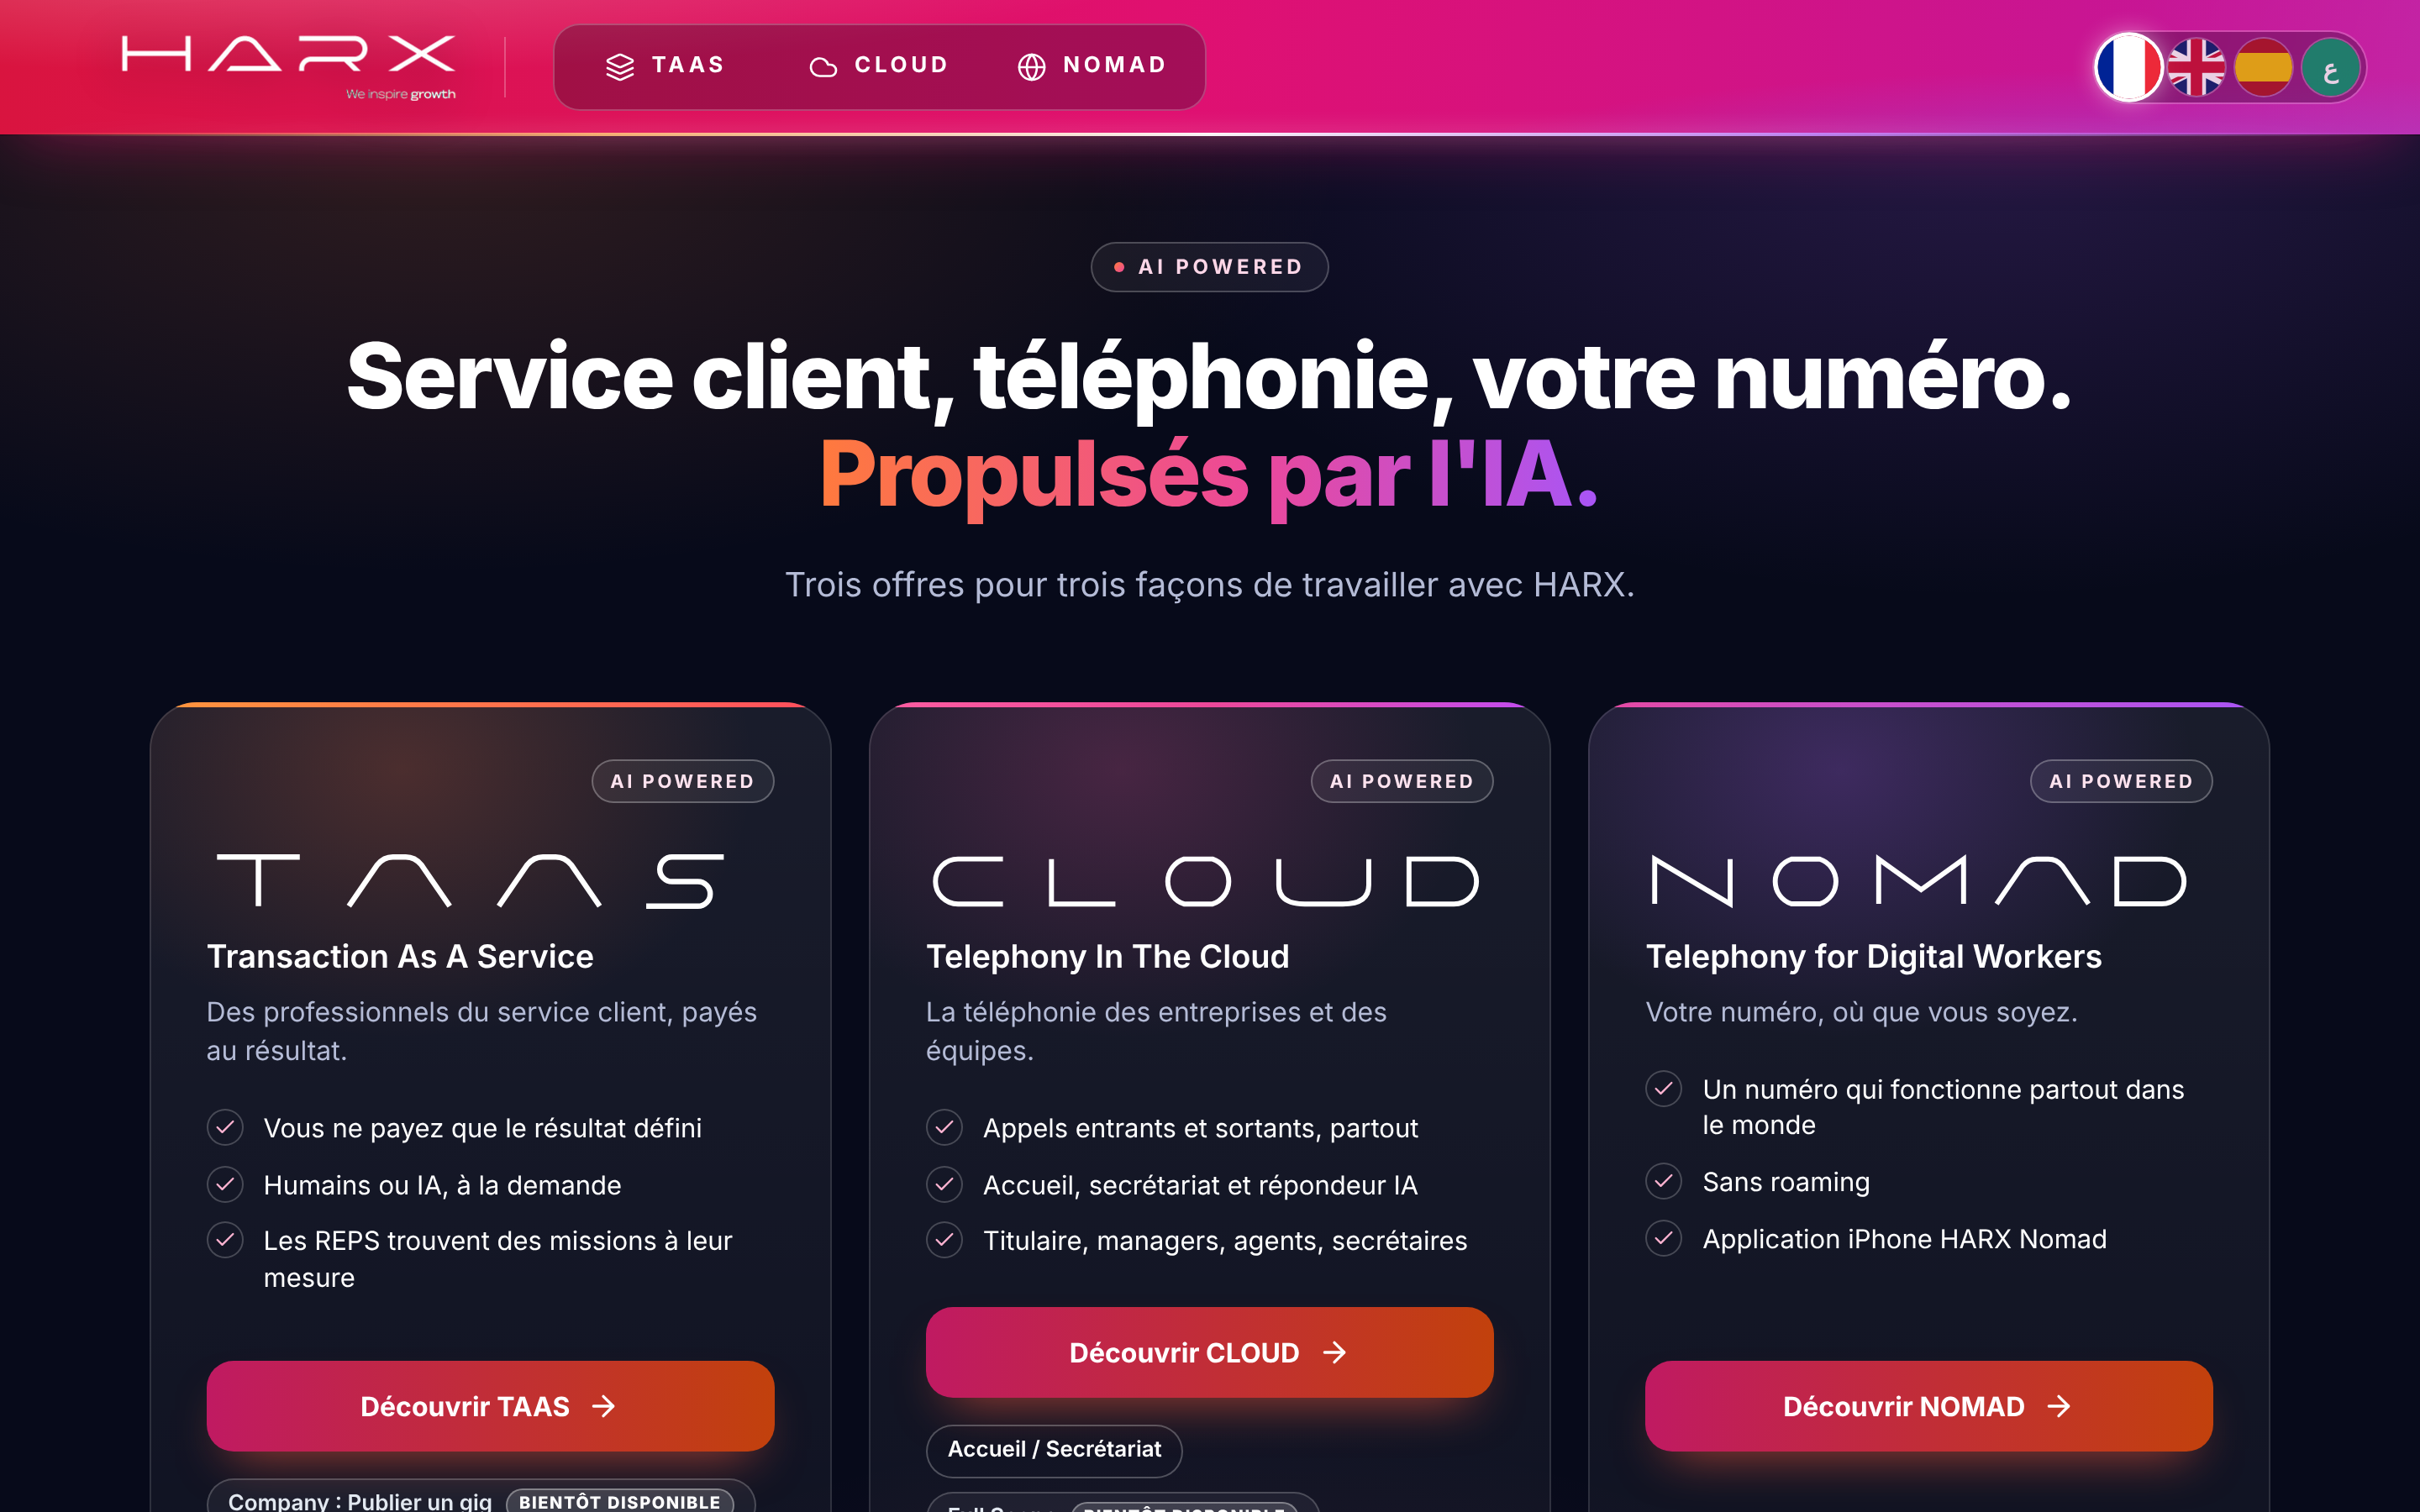 HARX
We inspire growth
TAAS
CLOUD
NOMAD
ع
AI POWERED
Service client, téléphonie, votre numéro.
Propulsés par l'IA.
Trois offres pour trois façons de travailler avec HARX.
AI POWERED
TAAS
Transaction As A Service
Des professionnels du service client, payés
au résultat.
Vous ne payez que le résultat défini
Humains ou IA, à la demande
Les REPS trouvent des missions à leur
mesure
Découvrir TAAS
Company : Publier un gig
BIENTÔT DISPONIBLE
AI POWERED
CLOUD
Telephony In The Cloud
La téléphonie des entreprises et des
équipes.
Appels entrants et sortants, partout
Accueil, secrétariat et répondeur IA
Titulaire, managers, agents, secrétaires
Découvrir CLOUD
Accueil / Secrétariat
BIENTÔT DISPONIBLE
AI POWERED
NOMAD
Telephony for Digital Workers
Votre numéro, où que vous soyez.
Un numéro qui fonctionne partout dans
le monde
Sans roaming
Application iPhone HARX Nomad
Découvrir NOMAD